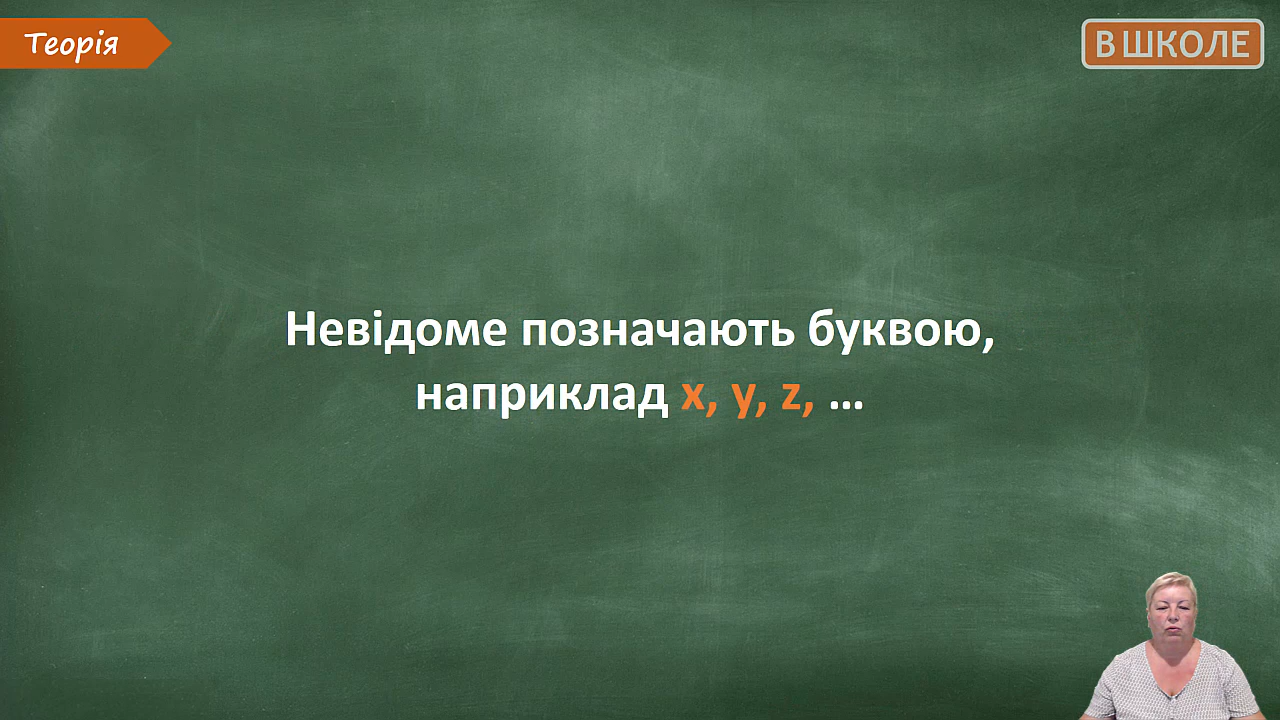 Теорія
В ШКОЛЕ
Невідоме позначають буквою,
наприклад x, y, z, ...